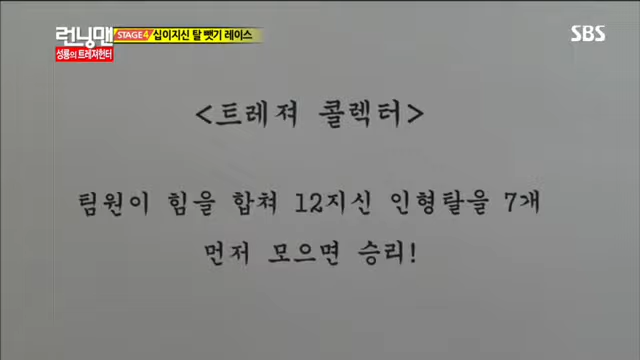 런닝맨 STAGE4 십이지신 탈 뺏기 레이스 SBS
성룡의 트레져헌터
<트레져 콜렉터>
팀원이 힘을 합쳐 12지신 인형탈을 7개
먼저 모으면 승리!